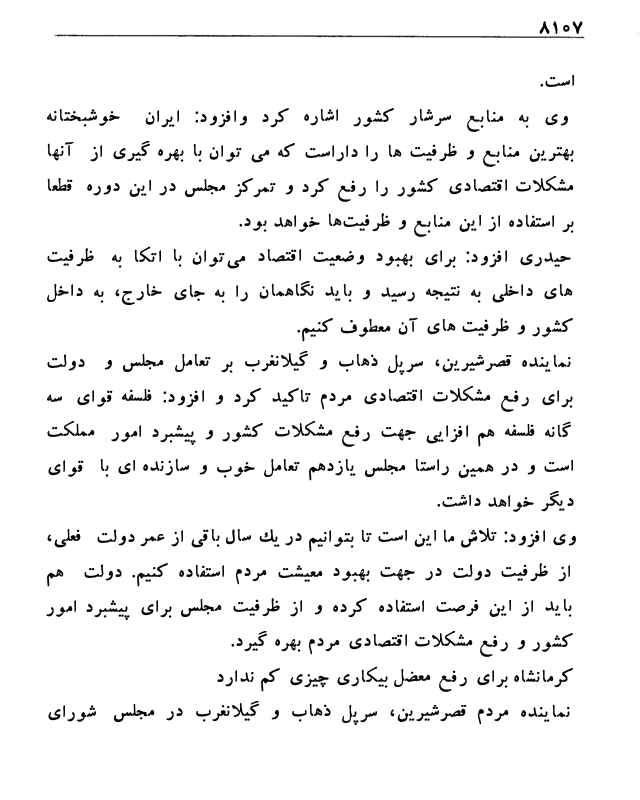 ۸۱۰۷
است.
وی به منابع سرشار کشور اشاره کرد وافزود: ایران خوشبختانه
بهترین منابع و ظرفیت ها را داراست که می توان با بهره گیری از آنها
مشکلات اقتصادی کشور را رفع کرد و تمرکز مجلس در این دوره قطعا
بر استفاده از این منابع و ظرفیت‌ها خواهد بود.
حیدری افزود: برای بهبود وضعیت اقتصاد می‌توان با اتکا به ظرفیت
های داخلی به نتیجه رسید و باید نگاهمان را به جای خارج، به داخل
کشور و ظرفیت های آن معطوف کنیم.
نماینده قصرشیرین، سرپل ذهاب و گیلانغرب بر تعامل مجلس و دولت
برای رفع مشکلات اقتصادی مردم تاکید کرد و افزود: فلسفه قوای سه
گانه فلسفه هم افزایی جهت رفع مشکلات کشور و پیشبرد امور مملکت
است و در همین راستا مجلس یازدهم تعامل خوب و سازنده ای با قوای
دیگر خواهد داشت.
وی افزود: تلاش ما این است تا بتوانیم در یك سال باقی از عمر دولت فعلی،
از ظرفیت دولت در جهت بهبود معیشت مردم استفاده کنیم. دولت هم
باید از این فرصت استفاده کرده و از ظرفیت مجلس برای پیشبرد امور
کشور و رفع مشکلات اقتصادی مردم بهره گیرد.
کرمانشاه برای رفع معضل بیکاری چیزی کم ندارد
نماینده مردم قصرشیرین، سرپل ذهاب و گیلانغرب در مجلس شورای